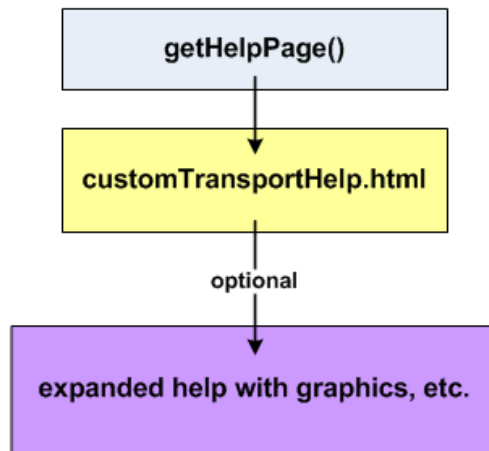 getHelpPage()
customTransportHelp.html
optional
expanded help with graphics, etc.